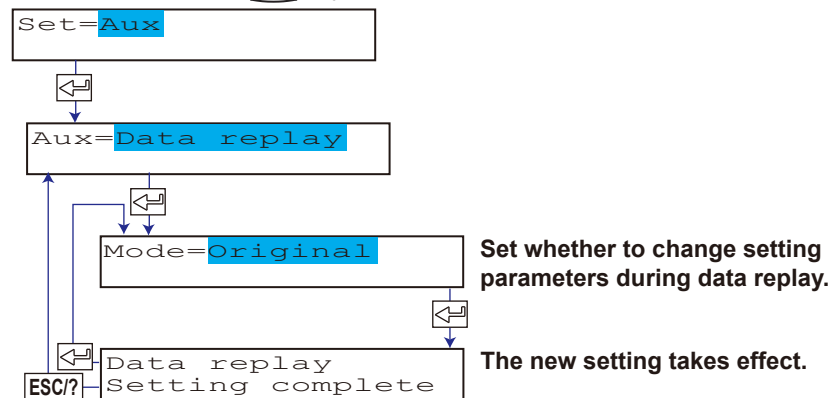 Set=Aux
Aux=Data replay
Mode=Original
Set whether to change setting
parameters during data replay.
Data replay
Setting complete
The new setting takes effect.
ESC/?